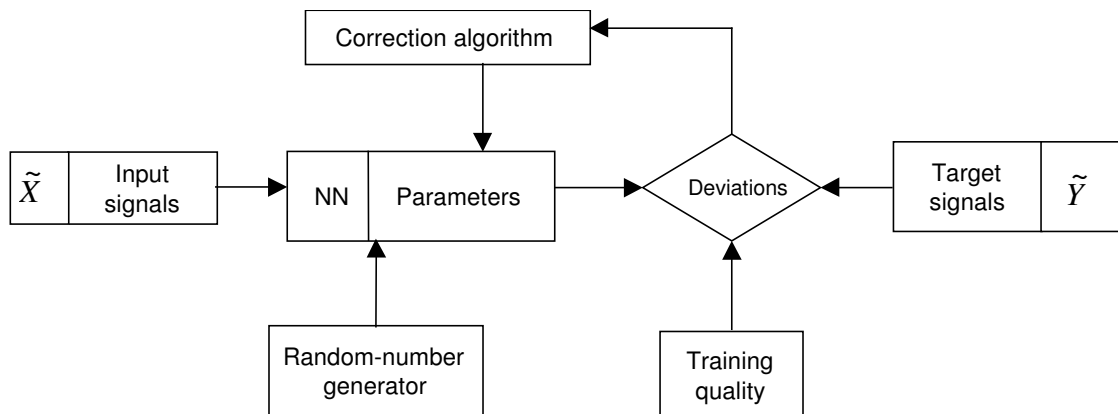 Correction algorithm
X̃
Input
signals
NN
Parameters
Deviations
Target
signals
Ỹ
Random-number
generator
Training
quality